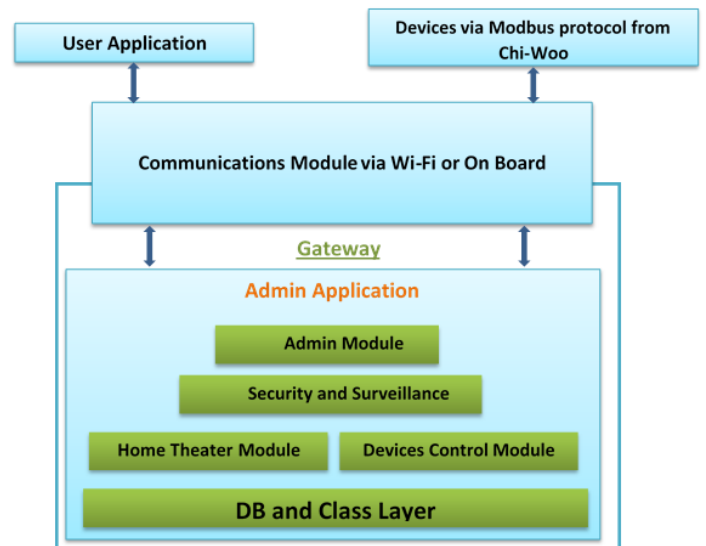 User Application
Devices via Modbus protocol from
Chi-Woo
Communications Module via Wi-Fi or On Board
Gateway
Admin Application
Admin Module
Security and Surveillance
Home Theater Module
Devices Control Module
DB and Class Layer